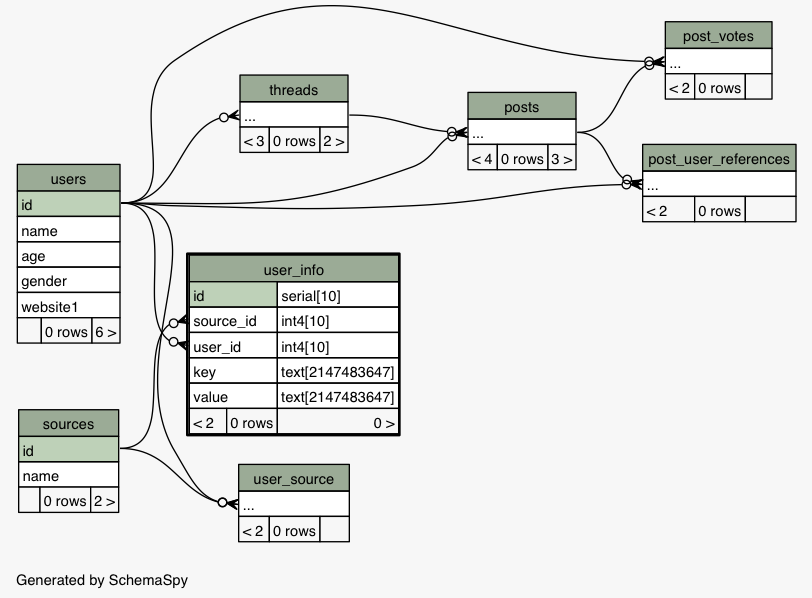 post_votes
...
< 2 0 rows
threads
...
< 3 0 rows 2 >
posts
...
< 4 0 rows 3 >
post_user_references
...
< 2 0 rows
users
id
name
age
gender
website1
0 rows 6 >
user_info
id serial[10]
source_id int4[10]
user_id int4[10]
key text[2147483647]
value text[2147483647]
< 2 0 rows 0 >
sources
id
name
0 rows 2 >
user_source
...
< 2 0 rows
Generated by SchemaSpy